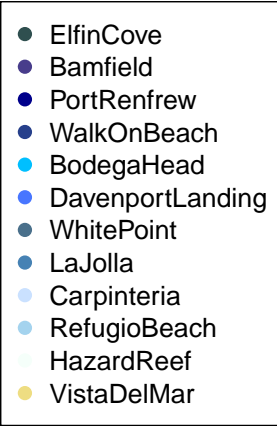 ElfinCove
Bamfield
PortRenfrew
WalkOnBeach
BodegaHead
DavenportLanding
WhitePoint
LaJolla
Carpinteria
RefugioBeach
HazardReef
VistaDelMar